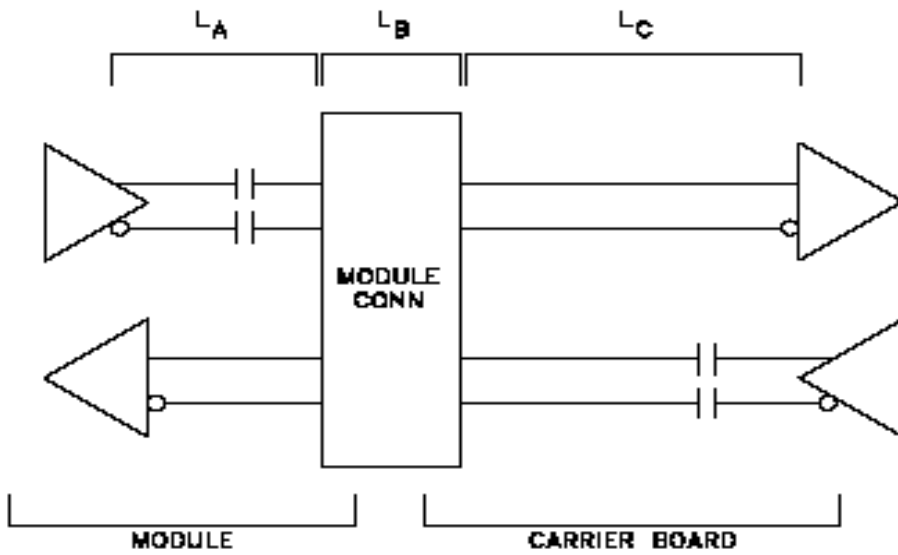 LA
LB
LC
MODULE
CONN
MODULE
CARRIER BOARD